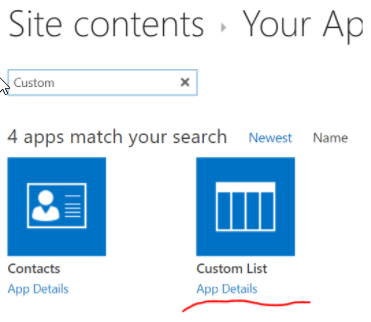 Site contents › Your Ap
Custom
4 apps match your search Newest Name
Contacts Custom List
App Details App Details